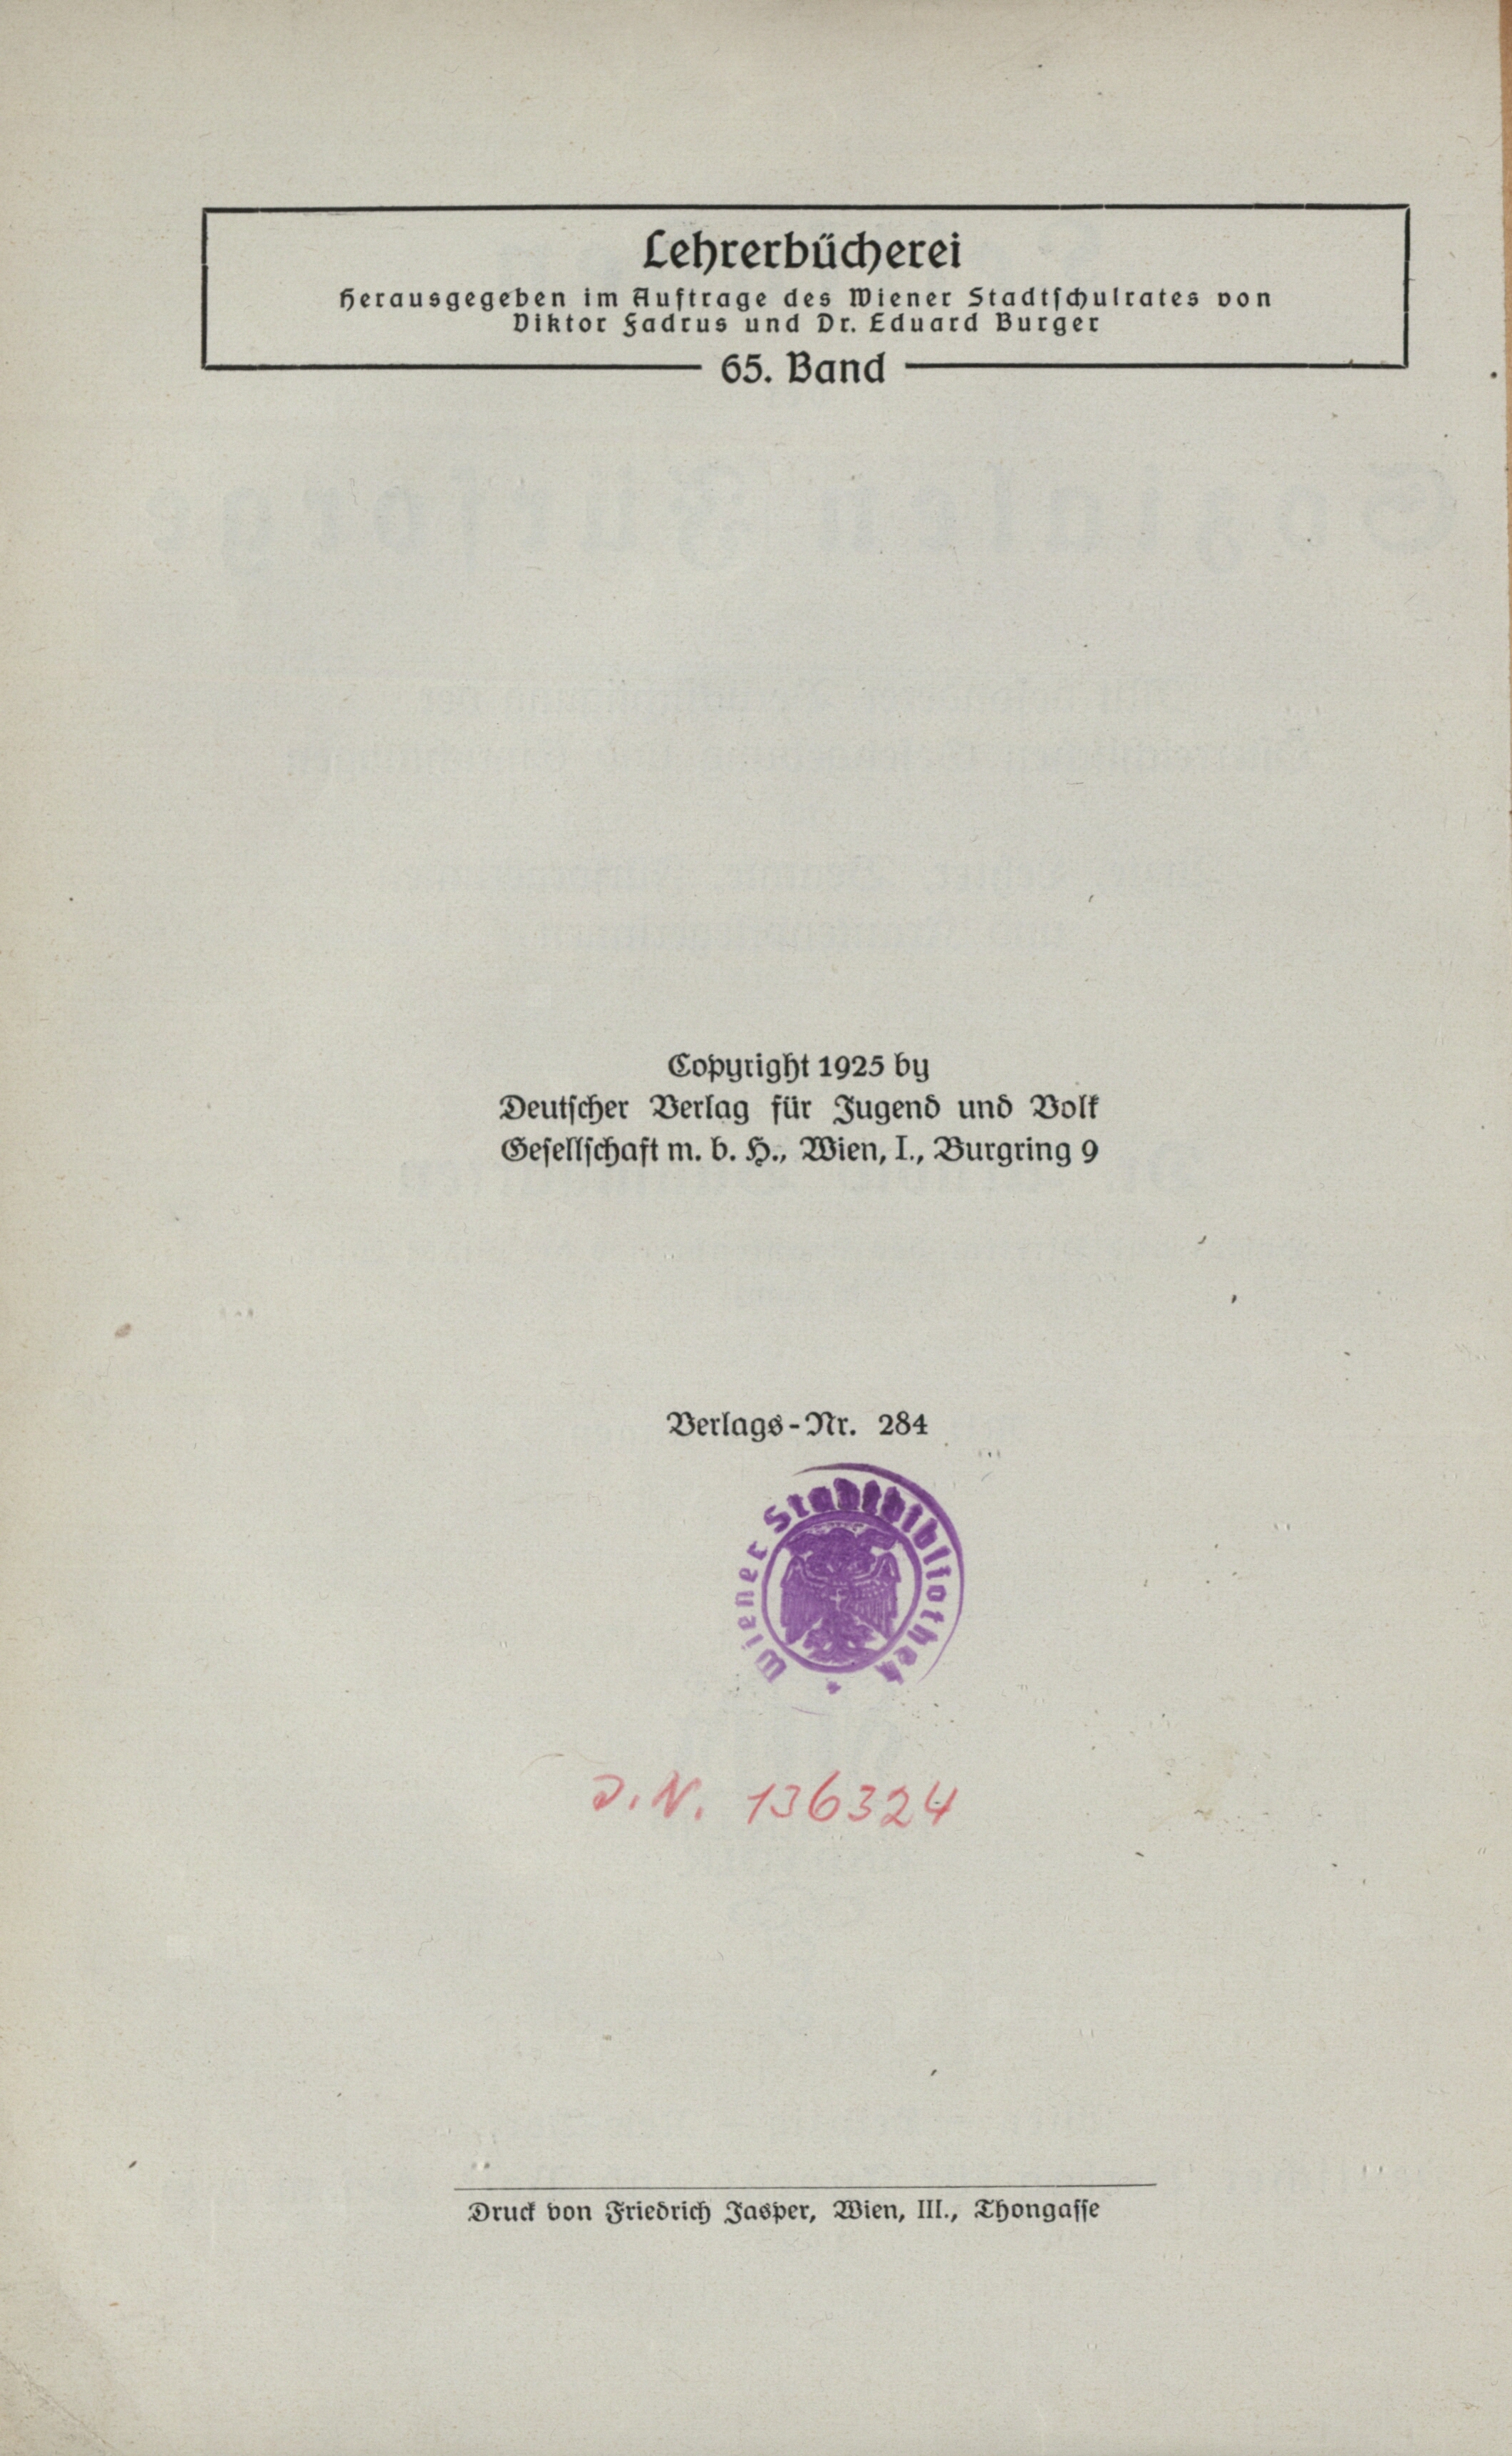 Lehrerbücherei
Herausgegeben im Auftrage des Wiener Stadtſchulrates von
Viktor Fadrus und Dr. Eduard Burger
65. Band
Copyright 1925 by
Deutſcher Verlag für Jugend und Volk
Geſellſchaft m. b. H., Wien, I., Burgring 9
Verlags-Nr. 284
Wiener Stadtbibliothek
J. N. 136324
Druck von Friedrich Jasper, Wien, III., Thongaſſe